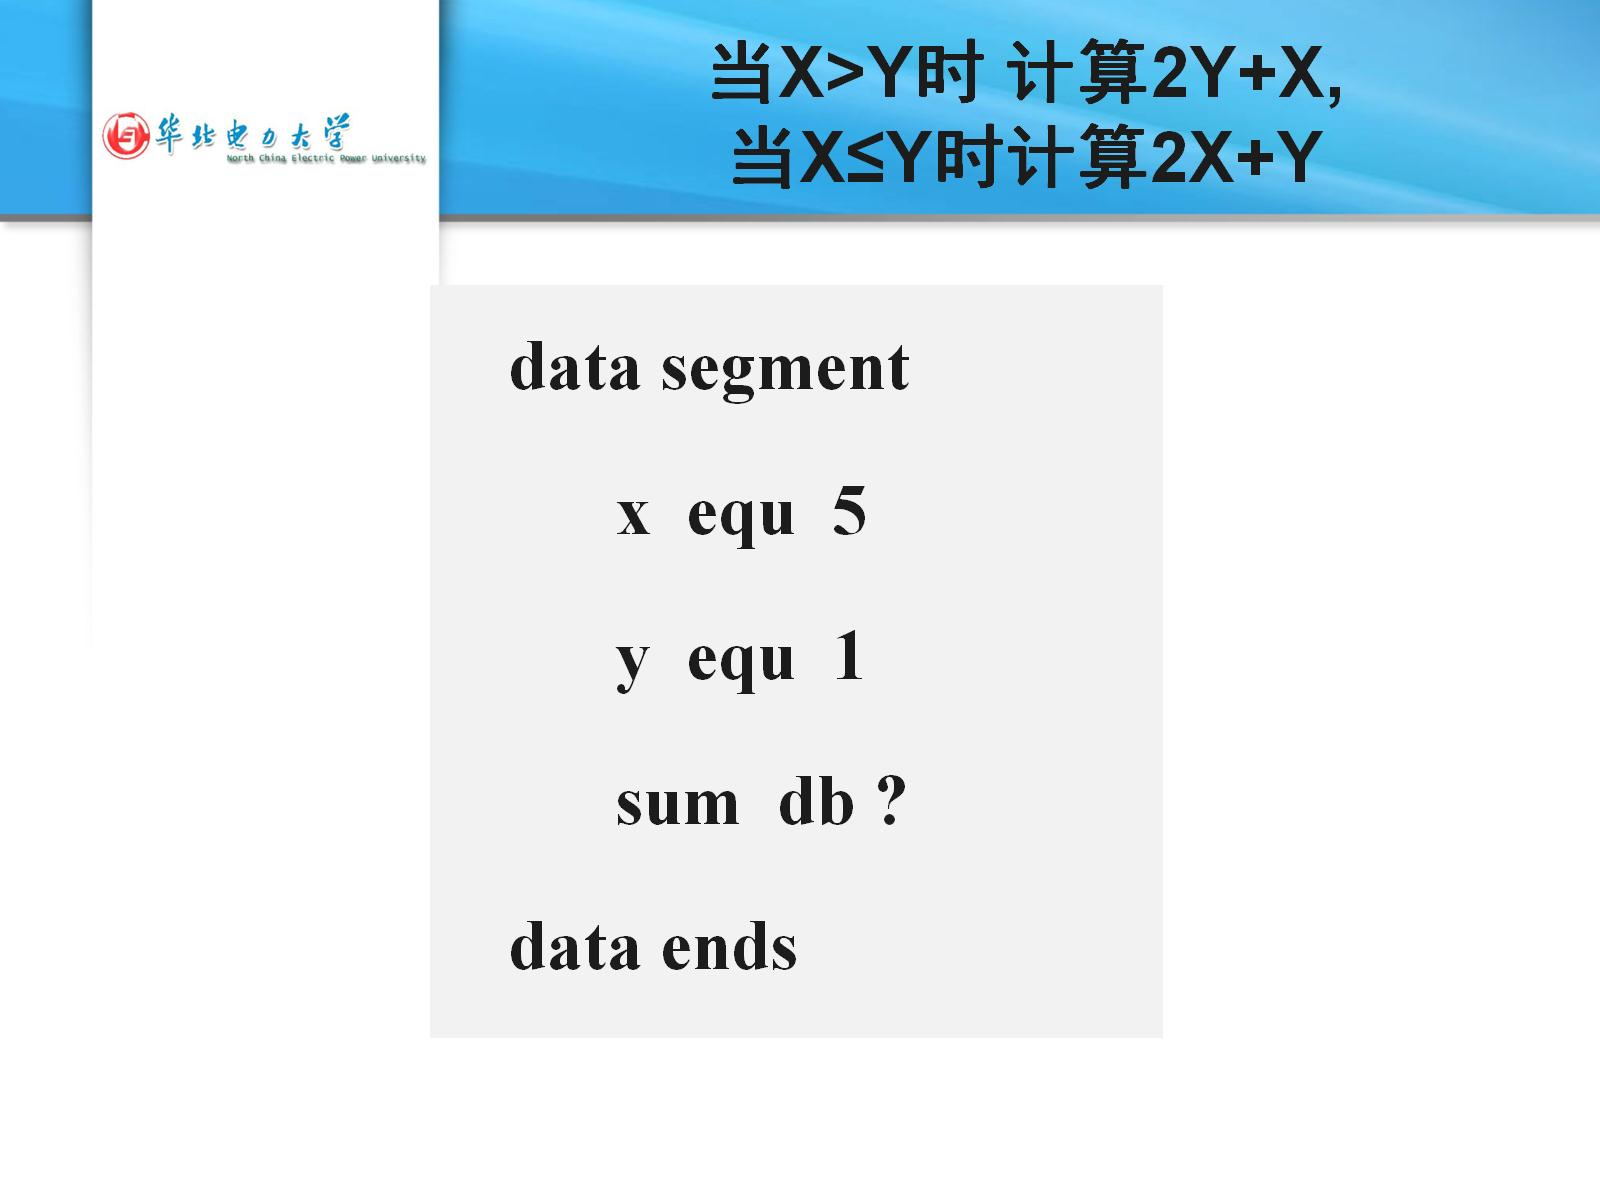 当X>Y时 计算2Y+X,
当X≤Y时计算2X+Y
华北电力大学
North China Electric Power University
data segment
x equ 5
y equ 1
sum db ?
data ends